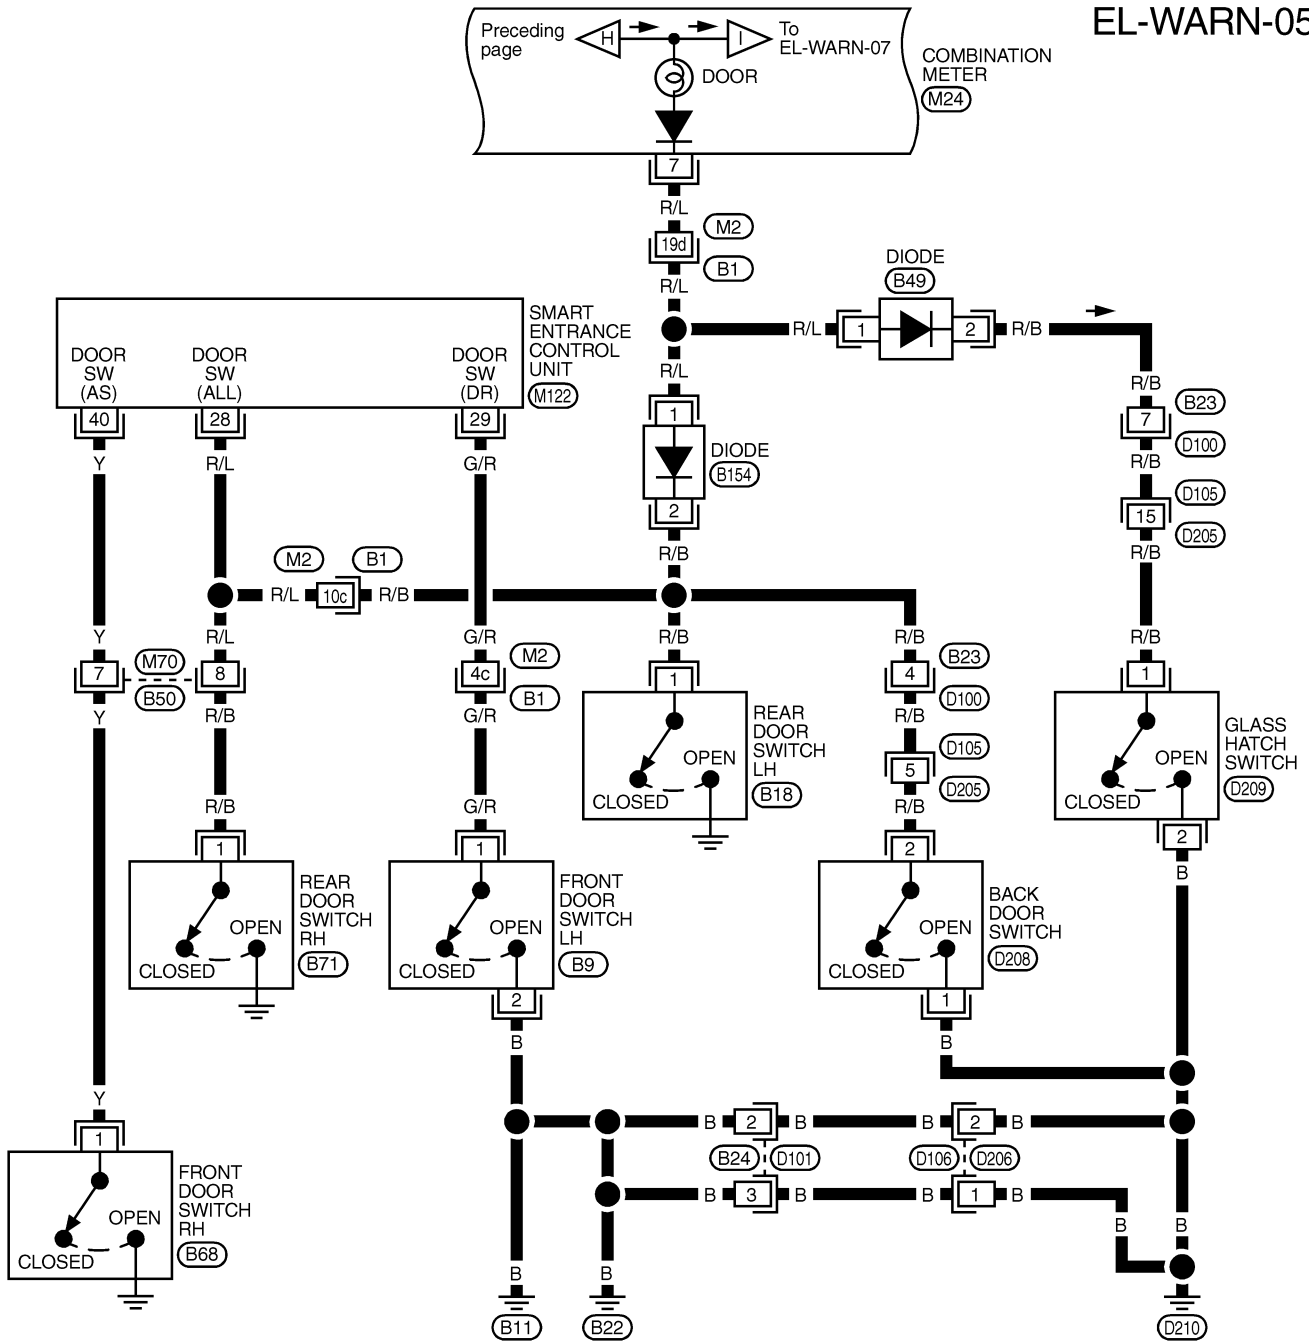 EL-WARN-05
Preceding
page
H
I
To
EL-WARN-07
DOOR
COMBINATION
METER
M24
7
R/L
M2
19d
B1
R/L
DIODE
B49
R/L
1
2
R/B
R/L
SMART
ENTRANCE
CONTROL
UNIT
M122
DOOR
SW
(AS)
DOOR
SW
(ALL)
DOOR
SW
(DR)
40
28
29
Y
R/L
G/R
1
DIODE
B154
2
R/B
R/B
B23
7
D100
R/B
D105
15
D205
R/B
M2
B1
R/L
10c
R/B
Y
R/L
G/R
R/B
R/B
R/B
7
M70
B50
8
4c
M2
B1
1
B23
4
D100
1
Y
R/B
G/R
R/B
REAR
DOOR
SWITCH
LH
B18
OPEN
CLOSED
D105
5
D205
GLASS
HATCH
SWITCH
D209
OPEN
CLOSED
R/B
G/R
R/B
2
B
1
1
2
REAR
DOOR
SWITCH
RH
B71
OPEN
CLOSED
FRONT
DOOR
SWITCH
LH
B9
OPEN
CLOSED
BACK
DOOR
SWITCH
D208
OPEN
CLOSED
2
1
B
B
Y
1
B
2
B
B
2
B
B24
D101
D106
D206
B
3
B
B
1
B
FRONT
DOOR
SWITCH
RH
B68
OPEN
CLOSED
B
B
B
B
B11
B22
D210